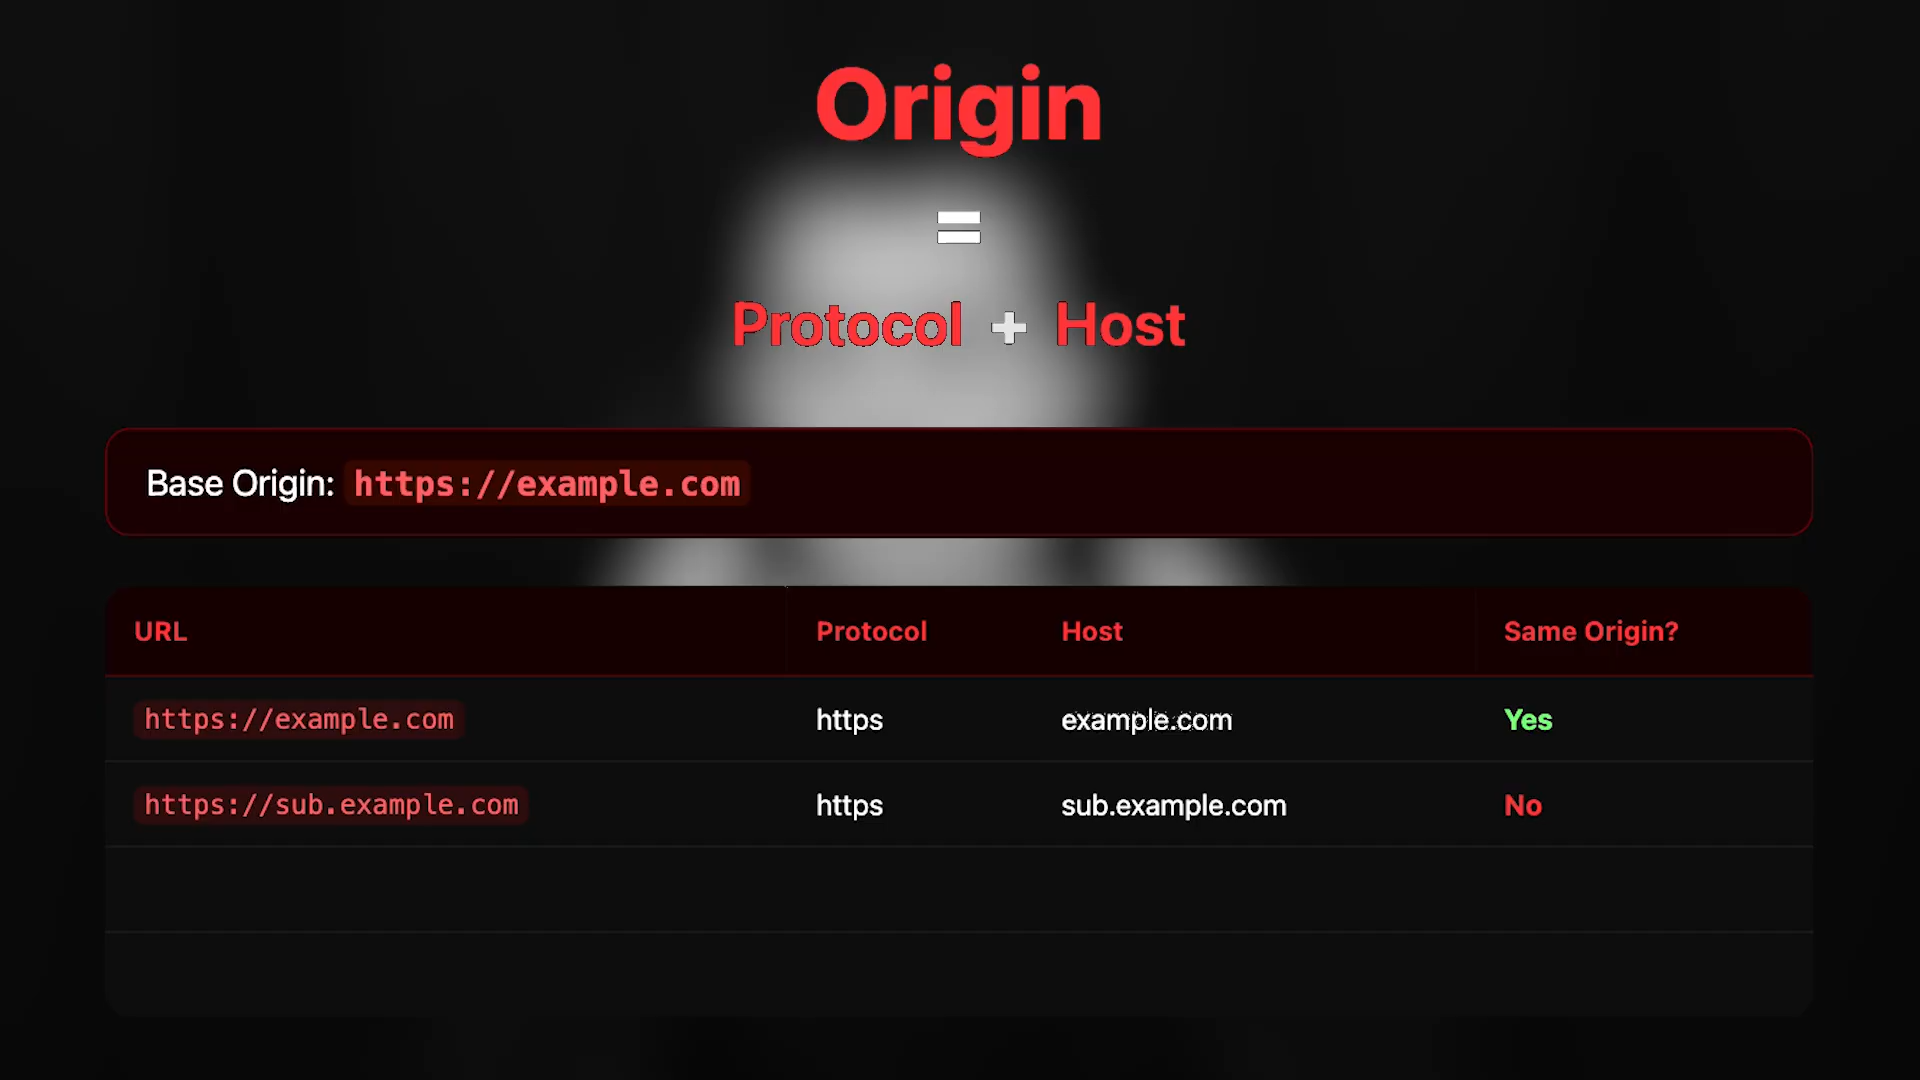 Origin
=
Protocol + Host
Base Origin: https://example.com
URL Protocol Host Same Origin?
https://example.com https example.com Yes
https://sub.example.com https sub.example.com No